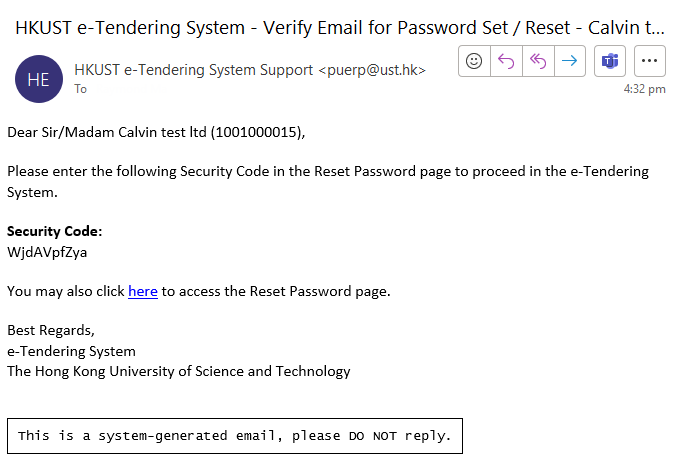 HKUST e-Tendering System - Verify Email for Password Set / Reset - Calvin t...
HE
HKUST e-Tendering System Support <puerp@ust.hk>
To
4:32 pm
Dear Sir/Madam Calvin test ltd (1001000015),
Please enter the following Security Code in the Reset Password page to proceed in the e-Tendering
System.
Security Code:
WjdAVpfZya
You may also click here to access the Reset Password page.
Best Regards,
e-Tendering System
The Hong Kong University of Science and Technology
This is a system-generated email, please DO NOT reply.